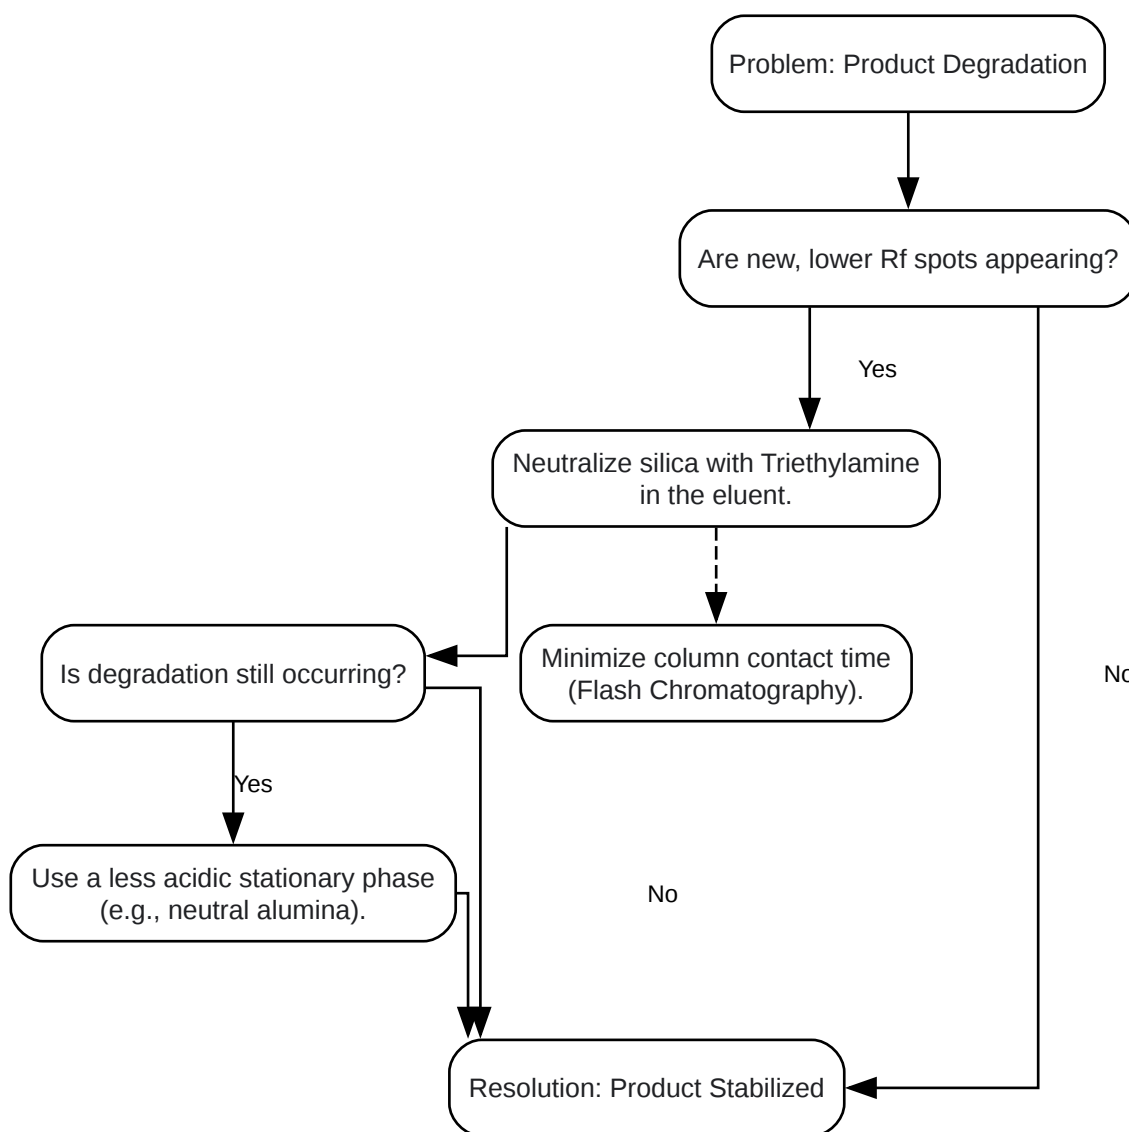 Problem: Product Degradation
Are new, lower Rf spots appearing?
Yes
Neutralize silica with Triethylamine
in the eluent.
Is degradation still occurring?
Minimize column contact time
(Flash Chromatography).
No
Yes
Use a less acidic stationary phase
(e.g., neutral alumina).
No
Resolution: Product Stabilized